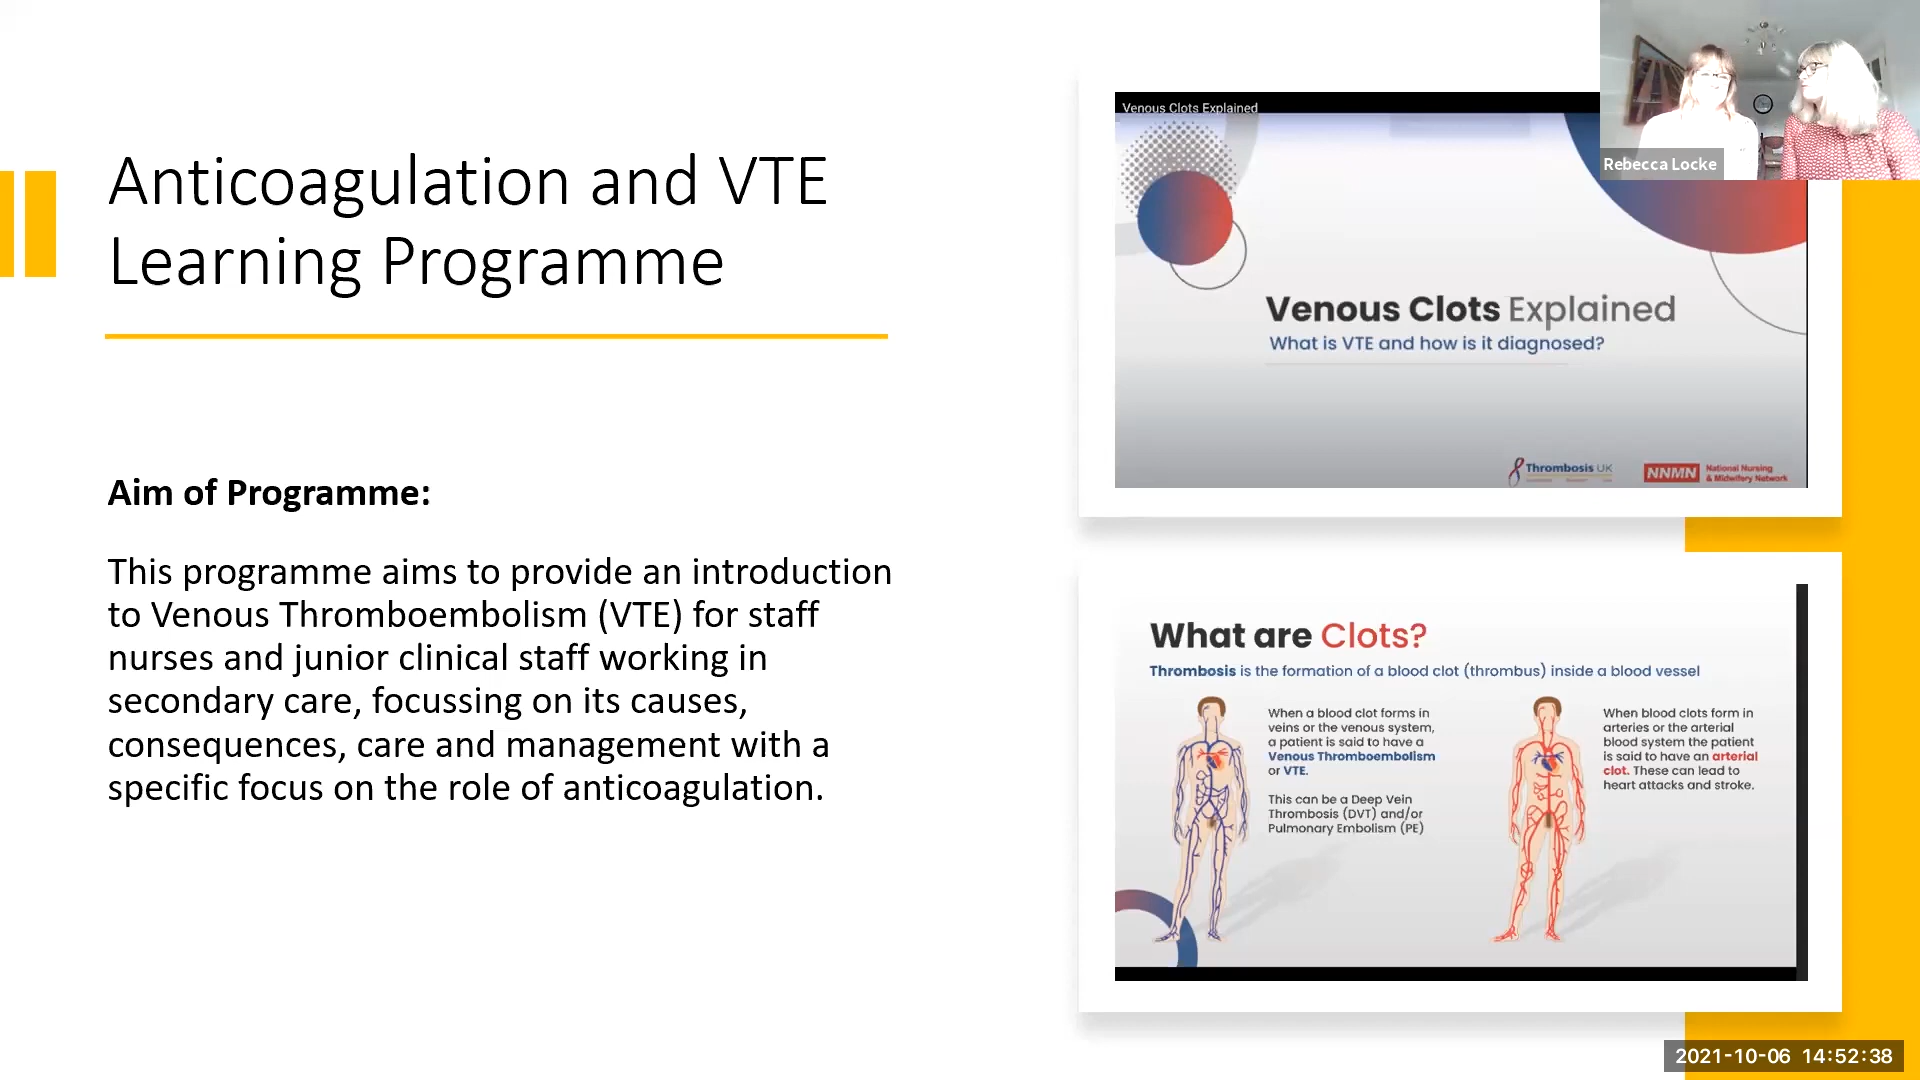 Anticoagulation and VTE
Learning Programme
Aim of Programme:
This programme aims to provide an introduction
to Venous Thromboembolism (VTE) for staff
nurses and junior clinical staff working in
secondary care, focussing on its causes,
consequences, care and management with a
specific focus on the role of anticoagulation.
Venous Clots Explained
Venous Clots Explained
What is VTE and how is it diagnosed?
Thrombosis UK
NNMN National Nursing
& Midwifery Network
Rebecca Locke
What are Clots?
Thrombosis is the formation of a blood clot (thrombus) inside a blood vessel
When a blood clot forms in
veins or the venous system,
a patient is said to have a
Venous Thromboembolism
or VTE.
This can be a Deep Vein
Thrombosis (DVT) and/or
Pulmonary Embolism (PE)
When blood clots form in
arteries or the arterial
blood system the patient
is said to have an arterial
clot. These can lead to
heart attacks and stroke.
2021-10-06 14:52:38